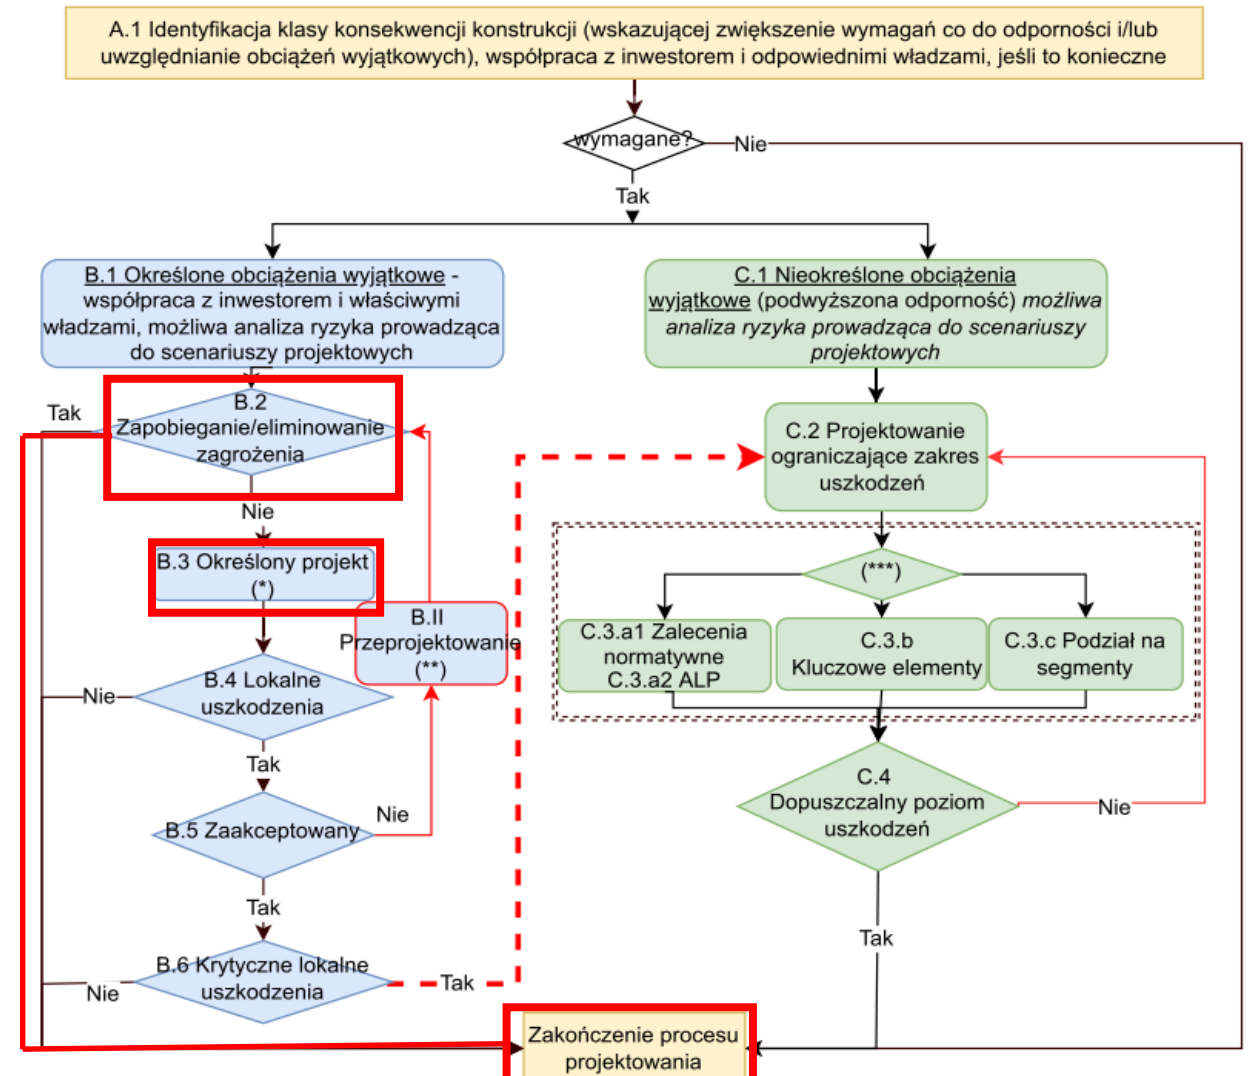 A.1 Identyfikacja klasy konsekwencji konstrukcji (wskazującej zwiększenie wymagań co do odporności i/lub
uwzględnianie obciążeń wyjątkowych), współpraca z inwestorem i odpowiednimi władzami, jeśli to konieczne
wymagane?
Nie
Tak
B.1 Określone obciążenia wyjątkowe -
współpraca z inwestorem i właściwymi
władzami, możliwa analiza ryzyka prowadząca
do scenariuszy projektowych
C.1 Nieokreślone obciążenia
wyjątkowe (podwyższona odporność) możliwa
analiza ryzyka prowadząca do scenariuszy
projektowych
Tak
B.2
Zapobieganie/eliminowanie
zagrożenia
Nie
B.3 Określony projekt
(*)
B.II
Przeprojektowanie
(**)
B.4 Lokalne
uszkodzenia
Nie
Tak
B.5 Zaakceptowany
Nie
Tak
B.6 Krytyczne lokalne
uszkodzenia
Nie
Tak
C.2 Projektowanie
ograniczające zakres
uszkodzeń
(***)
C.3.a1 Zalecenia
normatywne
C.3.a2 ALP
C.3.b
Kluczowe elementy
C.3.c Podział na
segmenty
C.4
Dopuszczalny poziom
uszkodzeń
Nie
Tak
Zakończenie procesu
projektowania